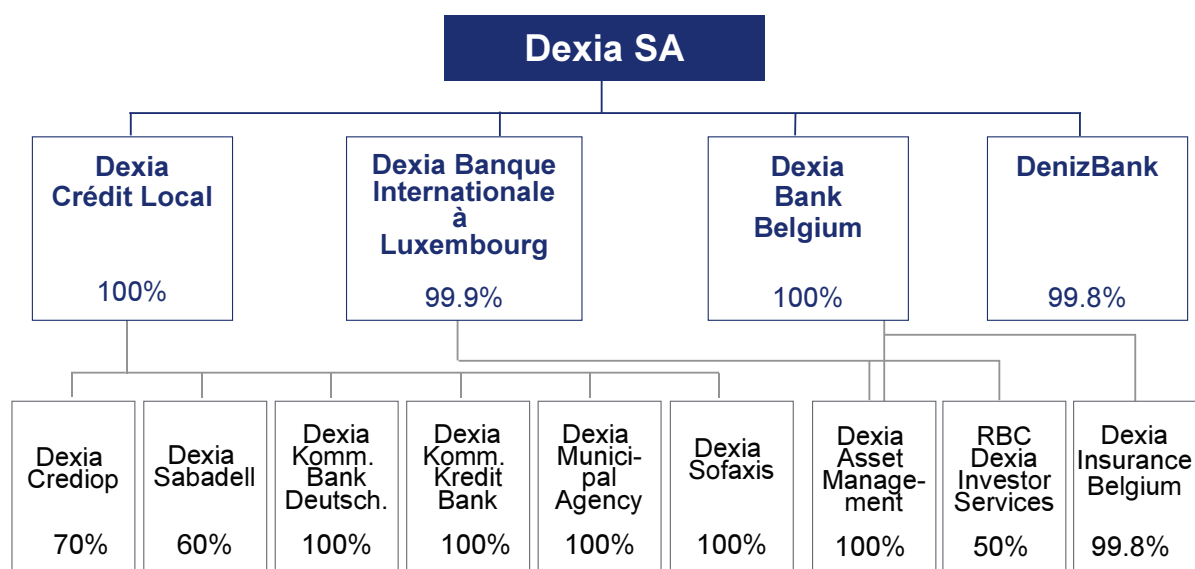 Dexia SA
Dexia
Crédit Local
100%
Dexia Banque
Internationale
à
Luxembourg
99.9%
Dexia
Bank
Belgium
100%
DenizBank
99.8%
Dexia
Crediop
70%
Dexia
Sabadell
60%
Dexia
Komm.
Bank
Deutsch.
100%
Dexia
Komm.
Kredit
Bank
100%
Dexia
Munici-
pal
Agency
100%
Dexia
Sofaxis
100%
Dexia
Asset
Manage-
ment
100%
RBC
Dexia
Investor
Services
50%
Dexia
Insurance
Belgium
99.8%